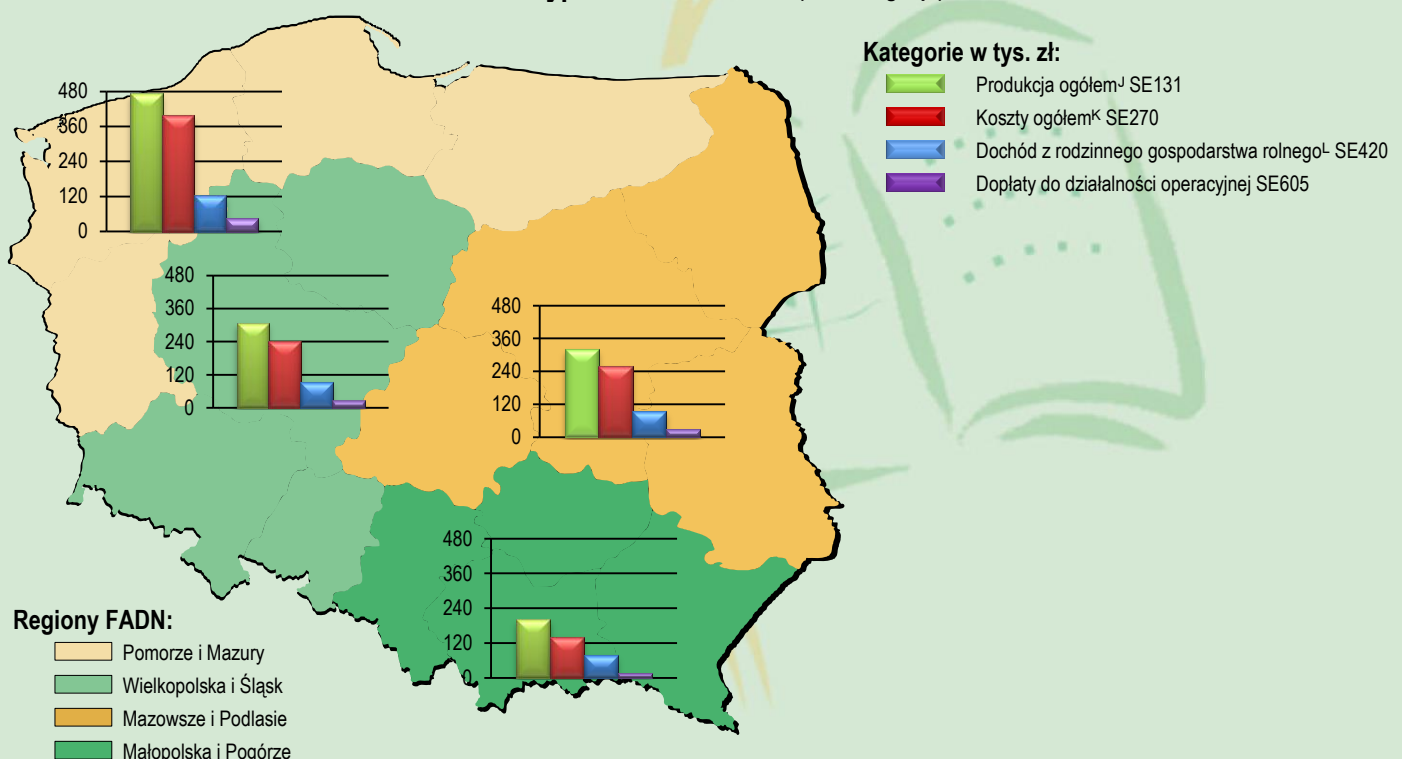 Kategorie w tys. zł:
Produkcja ogółemᴶ SE131
Koszty ogółemᴷ SE270
Dochód z rodzinnego gospodarstwa rolnegoᴸ SE420
Dopłaty do działalności operacyjnej SE605
480
360
240
120
0
480
360
240
120
0
480
360
240
120
0
480
360
240
120
0
Regiony FADN:
Pomorze i Mazury
Wielkopolska i Śląsk
Mazowsze i Podlasie
Małopolska i Pogórze